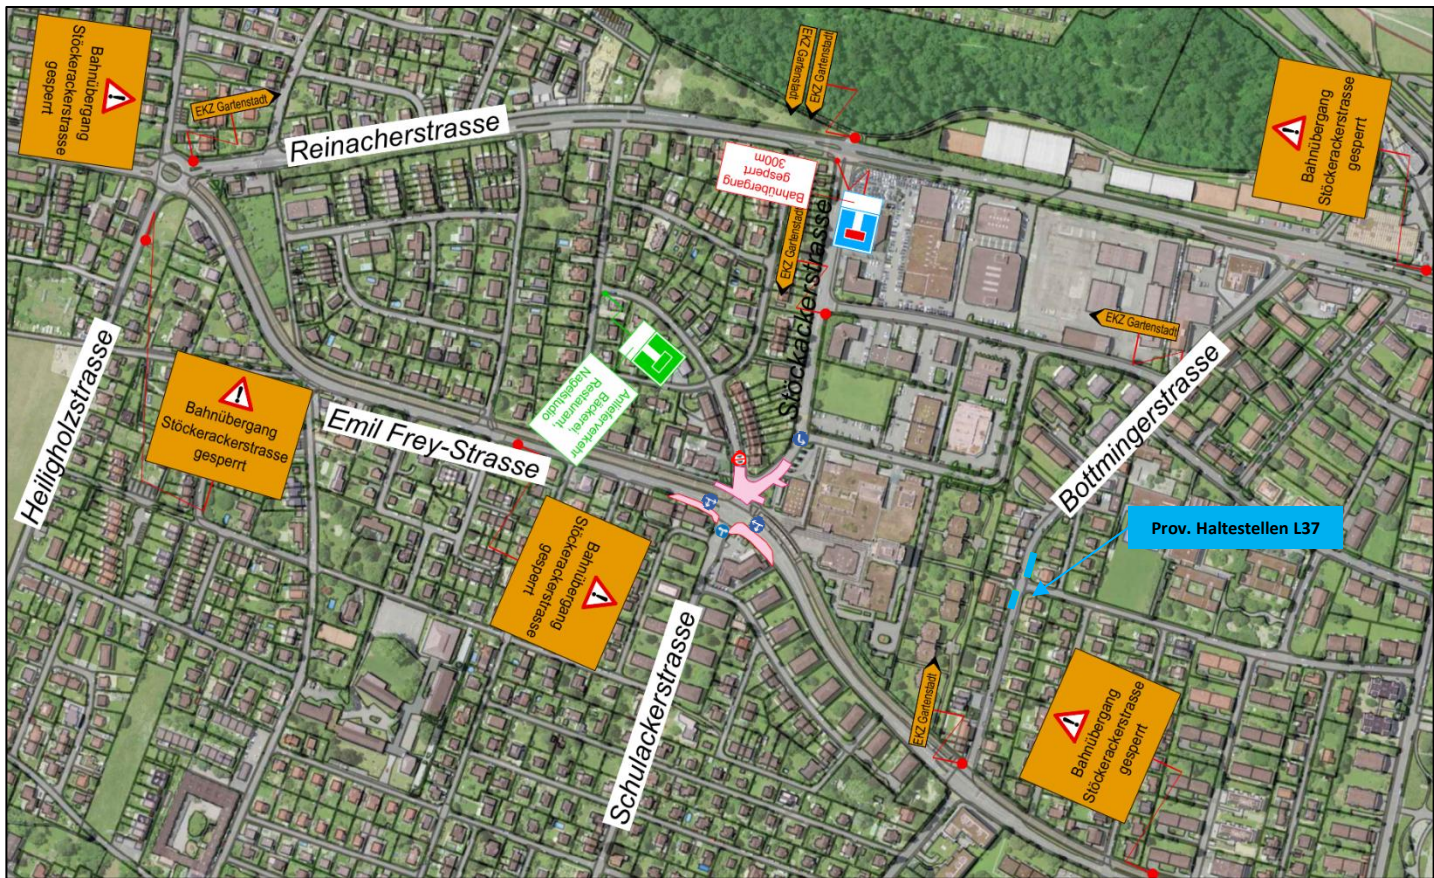 Bahnübergang
Stöckerackerstrasse
gesperrt
EKZ Gartenstadt
Reinacherstrasse
EKZ Gartenstadt
EKZ Gartenstadt
Bahnübergang
gesperrt
300m
EKZ Gartenstadt
Stöckackerstrasse
Bahnübergang
Stöckerackerstrasse
gesperrt
EKZ Gartenstadt
Heiligholzstrasse
Bahnübergang
Stöckerackerstrasse
gesperrt
Emil Frey-Strasse
Anlieferverkehr
Bäckerei,
Restaurant,
Nagelstudio
Bottmingerstrasse
Prov. Haltestellen L37
Bahnübergang
Stöckerackerstrasse
gesperrt
Schulackerstrasse
EKZ Gartenstadt
Bahnübergang
Stöckerackerstrasse
gesperrt